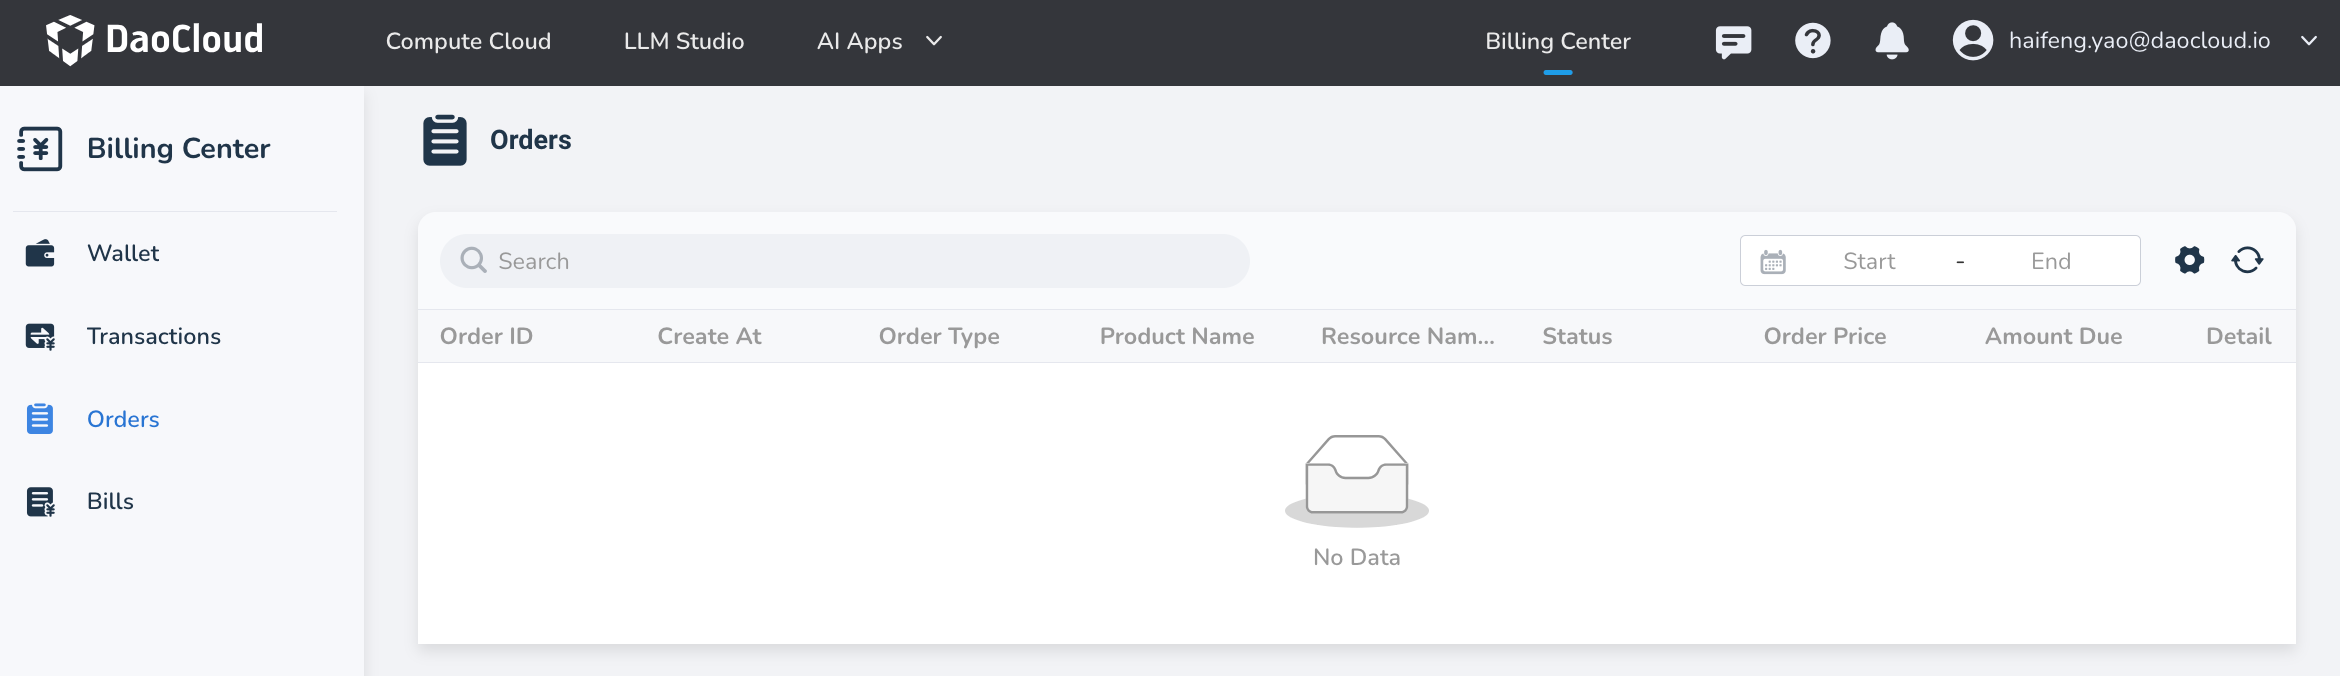 DaoCloud
Compute Cloud
LLM Studio
AI Apps
Billing Center
haifeng.yao@daocloud.io
Billing Center
Wallet
Transactions
Orders
Bills
Orders
Search
Start - End
Order ID Create At Order Type Product Name Resource Nam... Status Order Price Amount Due Detail
No Data